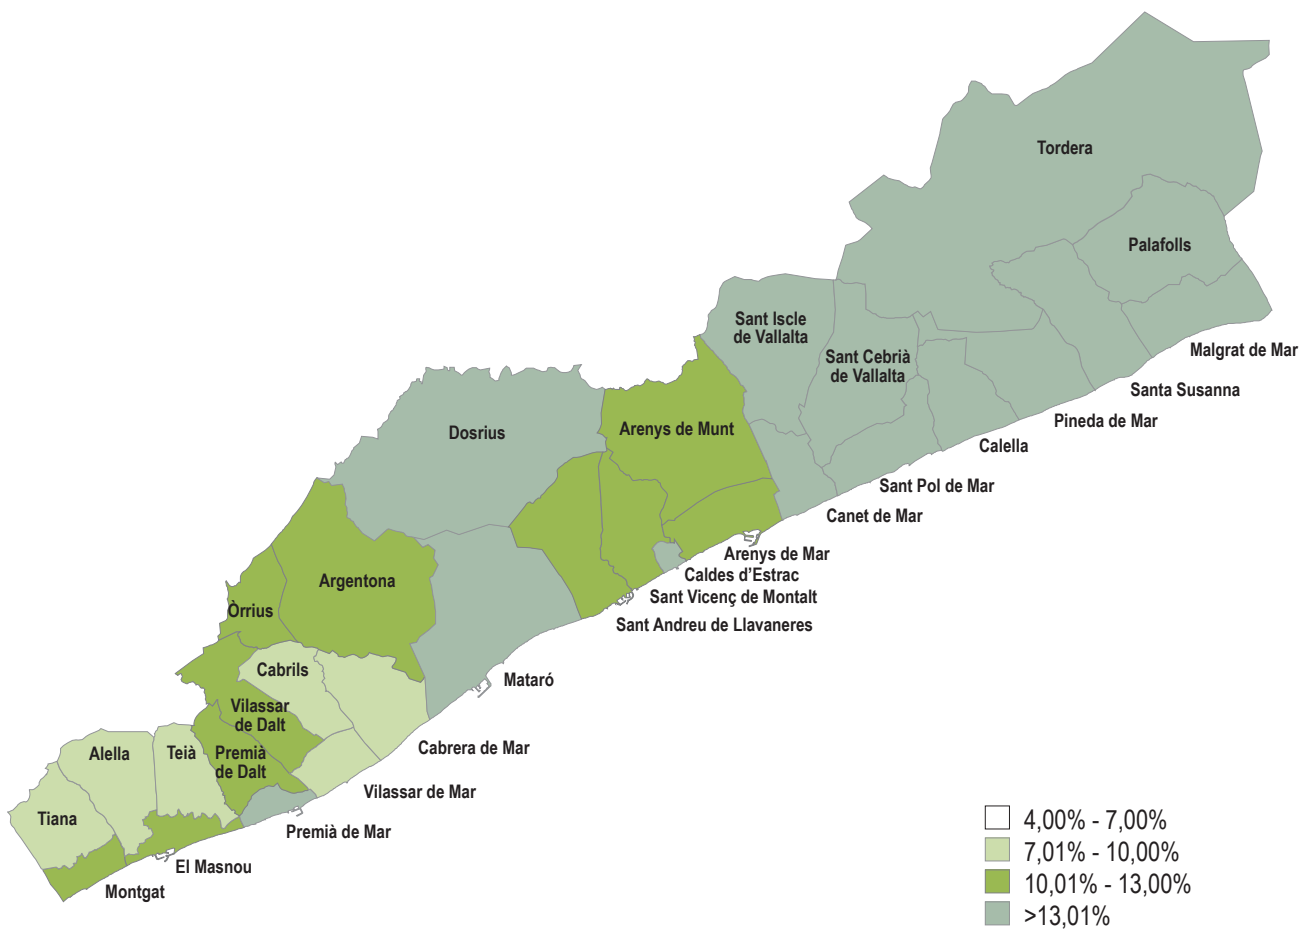 Tordera
Palafolls
Sant Iscle
de Vallalta
Sant Cebrià
de Vallalta
Malgrat de Mar
Santa Susanna
Pineda de Mar
Calella
Sant Pol de Mar
Canet de Mar
Arenys de Munt
Dosrius
Arenys de Mar
Caldes d'Estrac
Sant Vicenç de Montalt
Sant Andreu de Llavaneres
Argentona
Òrrius
Mataró
Cabrils
Vilassar
de Dalt
Cabrera de Mar
Alella
Teià
Premià
de Dalt
Vilassar de Mar
Tiana
Premià de Mar
El Masnou
Montgat
4,00% - 7,00%
7,01% - 10,00%
10,01% - 13,00%
>13,01%